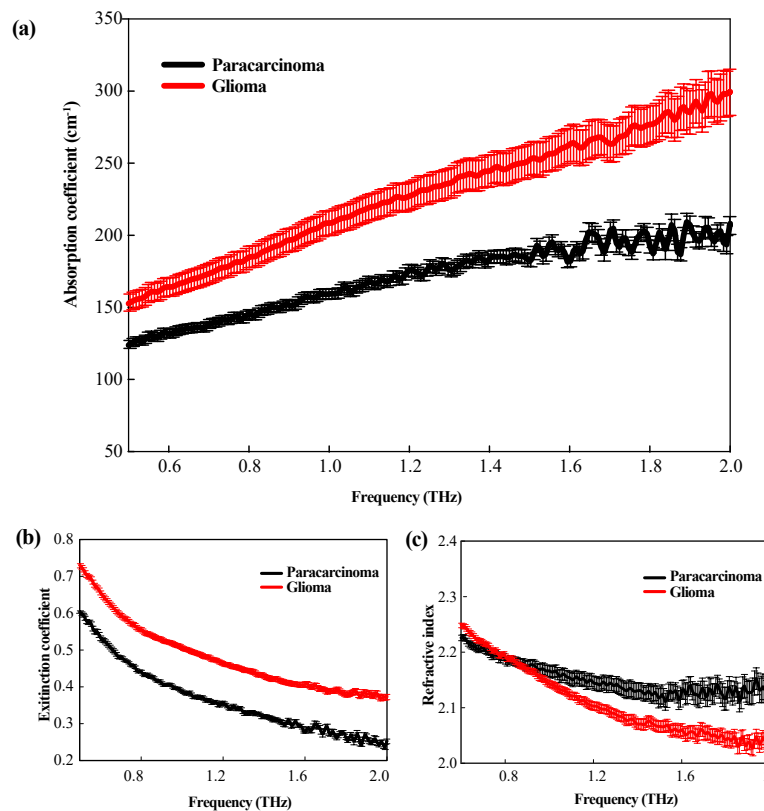 (a)
350
300
250
200
150
100
50
Absorption coefficient (cm⁻¹)
Paracarcinoma
Glioma
0.6 0.8 1.0 1.2 1.4 1.6 1.8 2.0
Frequency (THz)
(b)
0.8
0.7
0.6
0.5
0.4
0.3
0.2
Extinction coefficient
Paracarcinoma
Glioma
0.8 1.2 1.6 2.0
Frequency (THz)
(c)
2.4
2.3
2.2
2.1
2.0
Refractive index
Paracarcinoma
Glioma
0.8 1.2 1.6
Frequency (THz)